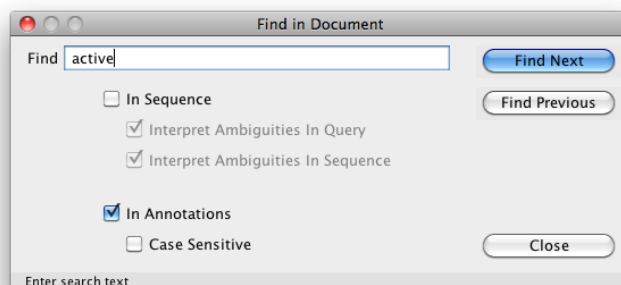 Find in Document
Find active Find Next
In Sequence Find Previous
Interpret Ambiguities In Query
Interpret Ambiguities In Sequence
In Annotations
Case Sensitive Close
Enter search text